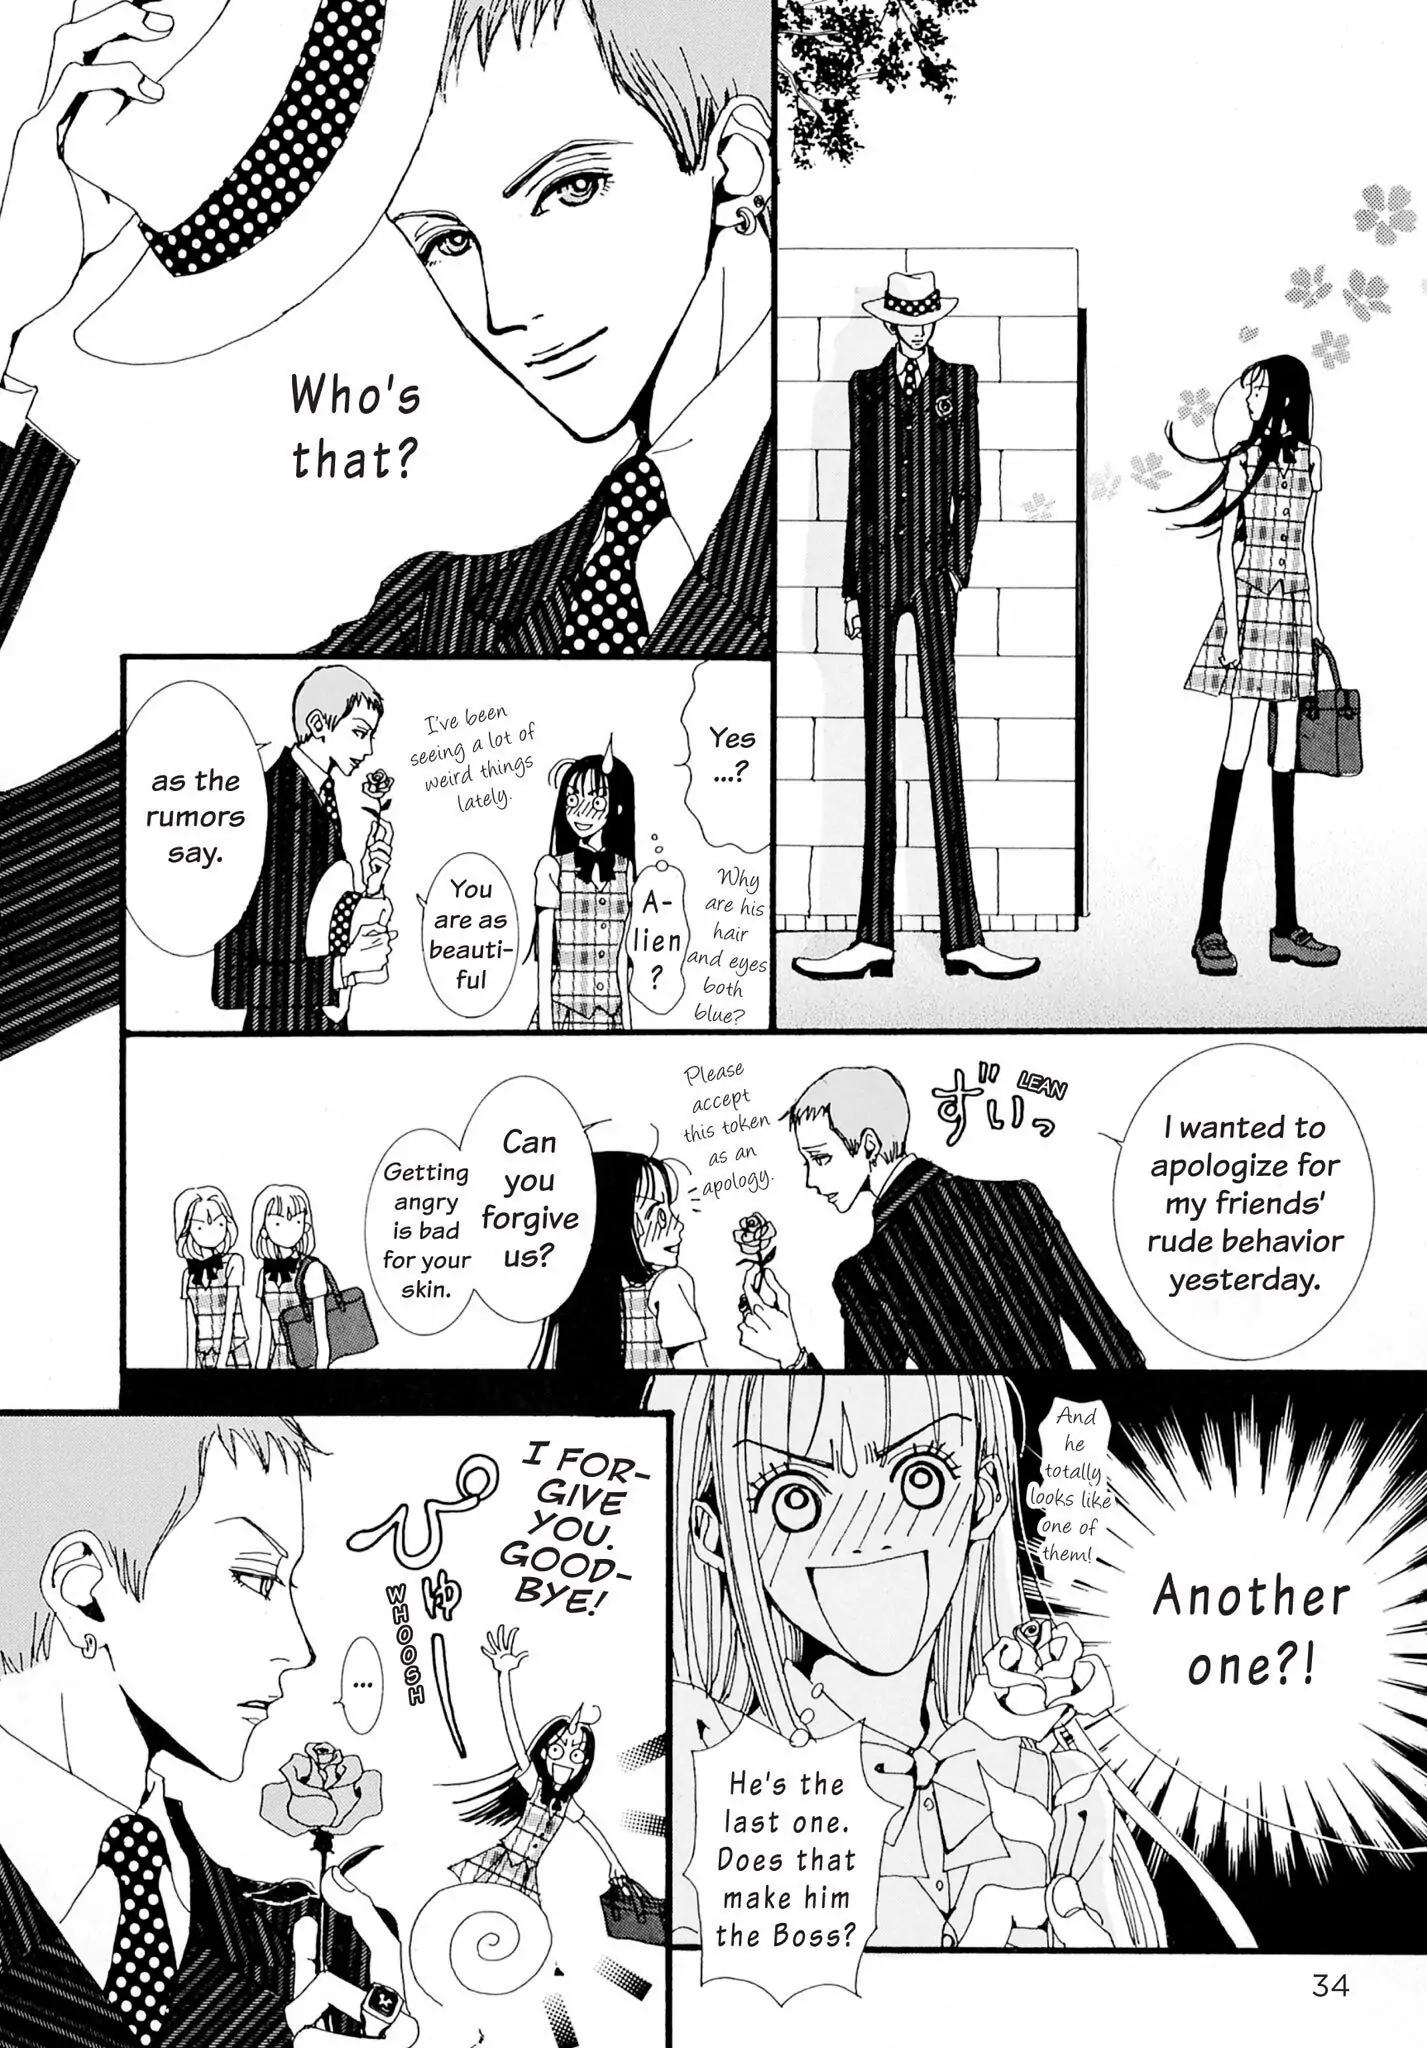 Who's
that?
Yes
...?
Why
are his
hair
and eyes
both
blue?
A-
lien
?
I've been
seeing a lot of
weird things
lately.
You
are as
beauti-
ful
as the
rumors
say.
I wanted to
apologize for
my friends'
rude behavior
yesterday.
ずいっ
LEAN
Please
accept
this token
as an
apology.
Can
you
forgive
us?
Getting
angry
is bad
for your
skin.
Another
one?!
And
he
totally
looks like
one of
them!
He's the
last one.
Does that
make him
the Boss?
I FOR-
GIVE
YOU.
GOOD-
BYE!
ぴゅー
WHOOSH
...
34